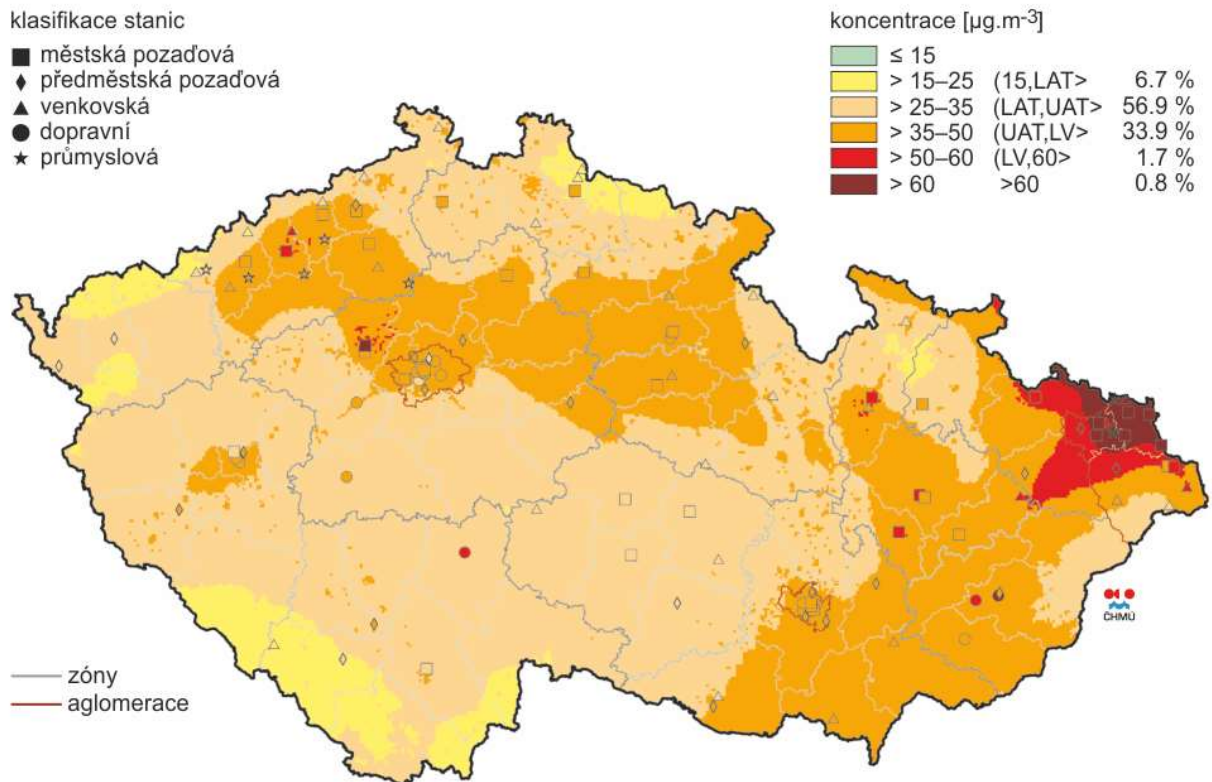 klasifikace stanic
městská pozaďová
předměstská pozaďová
venkovská
dopravní
průmyslová
koncentrace [µg.m-3]
≤ 15
> 15–25 (15,LAT> 6.7 %
> 25–35 (LAT,UAT> 56.9 %
> 35–50 (UAT,LV> 33.9 %
> 50–60 (LV,60> 1.7 %
> 60 >60 0.8 %
ČHMÚ
zóny
aglomerace